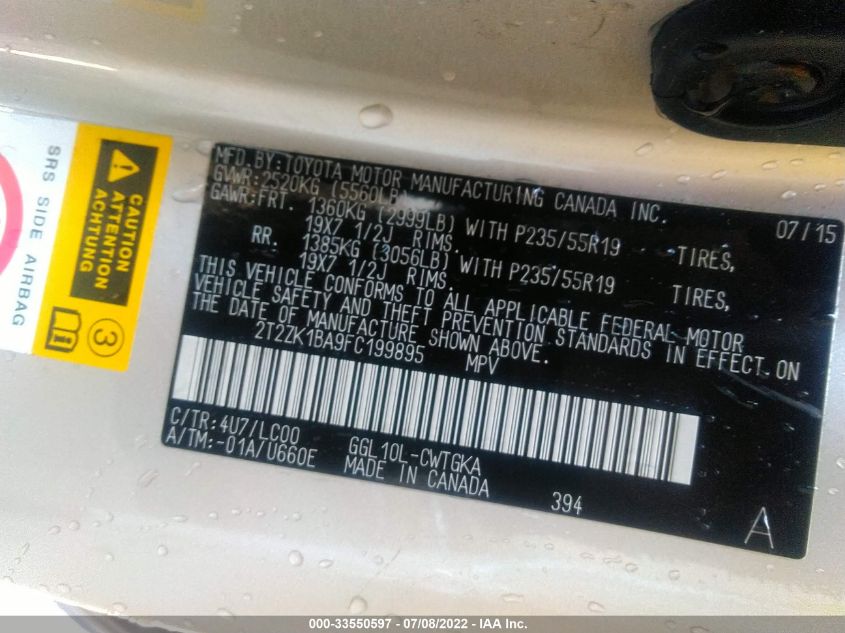 SRS SIDE AIRBAG
CAUTION
ATTENTION
ACHTUNG
3
MFD. BY: TOYOTA MOTOR MANUFACTURING CANADA INC.
07/15
GVWR: 2520KG (5560LB)
GAWR: FRT. 1360KG (2999LB) WITH P235/55R19 TIRES,
19X7 1/2J RIMS.
RR. 1385KG (3056LB) WITH P235/55R19 TIRES,
19X7 1/2J RIMS.
THIS VEHICLE CONFORMS TO ALL APPLICABLE FEDERAL MOTOR
VEHICLE SAFETY AND THEFT PREVENTION STANDARDS IN EFFECT ON
THE DATE OF MANUFACTURE SHOWN ABOVE.
2T2ZK1BA9FC199895 MPV
C/TR: 4U7/LC00
A/TM:-01A/U660E GGL10L-CWTGKA
MADE IN CANADA 394
A
000-33550597 - 07/08/2022 - IAA Inc.